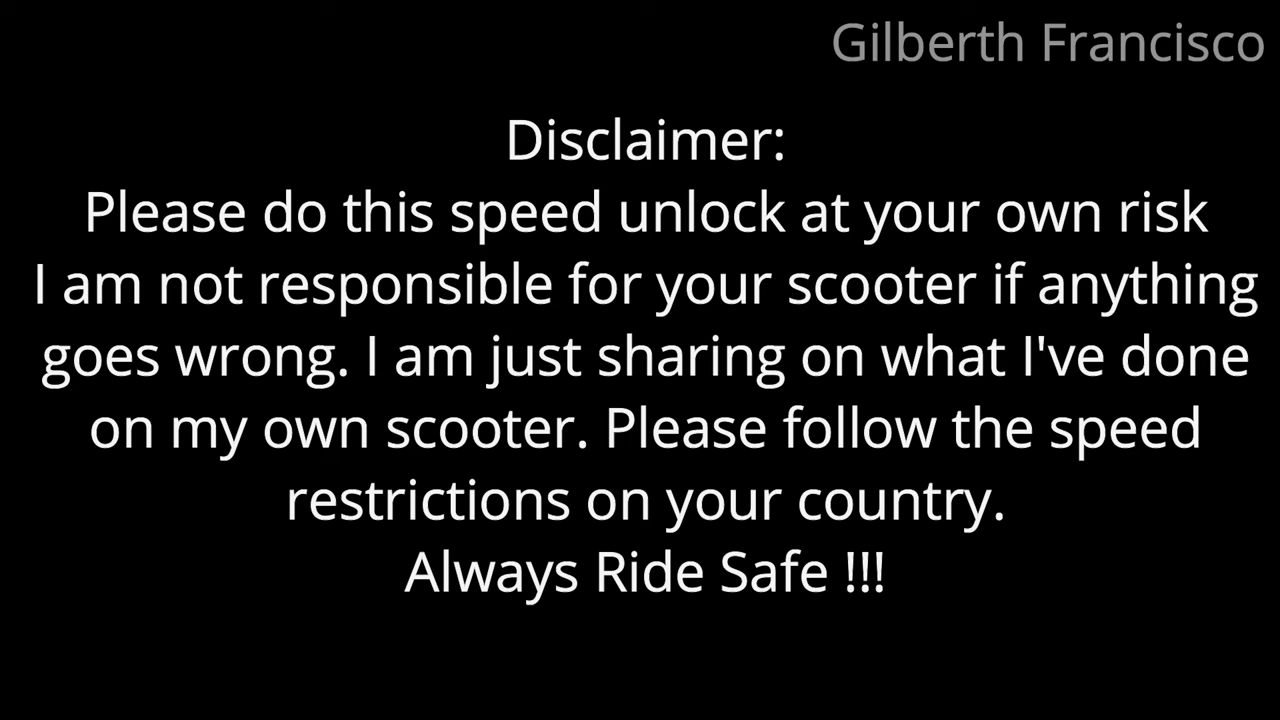 Gilberth Francisco
Disclaimer:
Please do this speed unlock at your own risk
I am not responsible for your scooter if anything
goes wrong. I am just sharing on what I've done
on my own scooter. Please follow the speed
restrictions on your country.
Always Ride Safe !!!